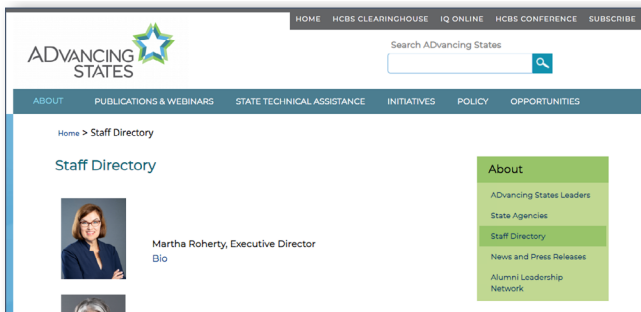 HOME HCBS CLEARINGHOUSE IQ ONLINE HCBS CONFERENCE SUBSCRIBE
ADVANCING
STATES
Search ADvancing States
ABOUT PUBLICATIONS & WEBINARS STATE TECHNICAL ASSISTANCE INITIATIVES POLICY OPPORTUNITIES
Home > Staff Directory
Staff Directory
Martha Roherty, Executive Director
Bio
About
ADvancing States Leaders
State Agencies
Staff Directory
News and Press Releases
Alumni Leadership
Network